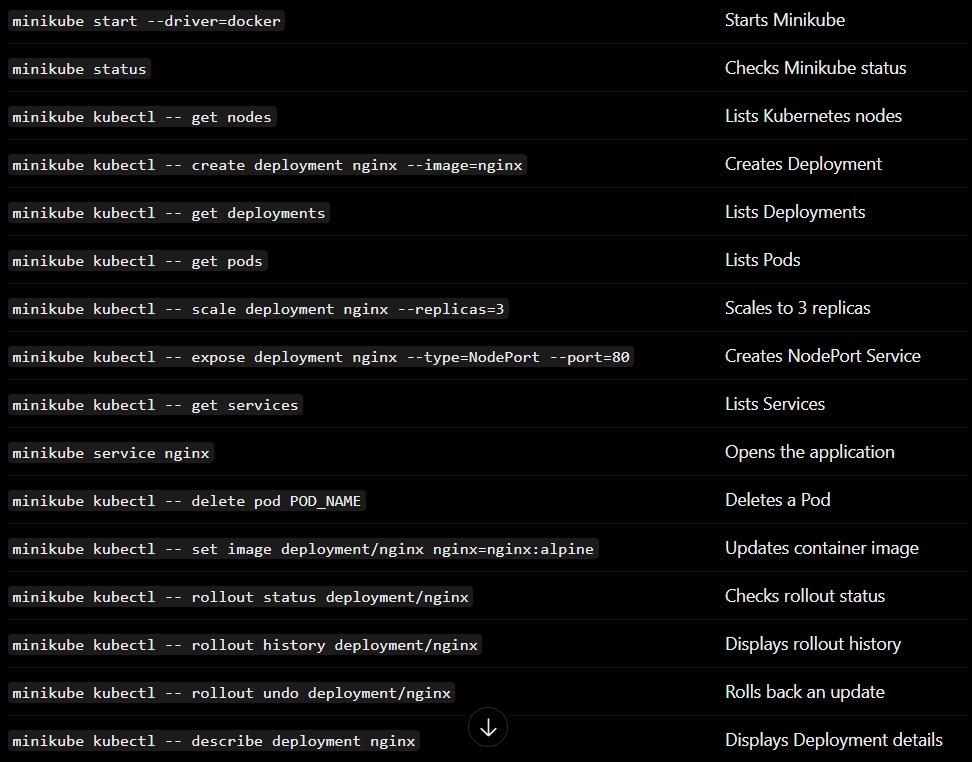 minikube start --driver=docker Starts Minikube
minikube status Checks Minikube status
minikube kubectl -- get nodes Lists Kubernetes nodes
minikube kubectl -- create deployment nginx --image=nginx Creates Deployment
minikube kubectl -- get deployments Lists Deployments
minikube kubectl -- get pods Lists Pods
minikube kubectl -- scale deployment nginx --replicas=3 Scales to 3 replicas
minikube kubectl -- expose deployment nginx --type=NodePort --port=80 Creates NodePort Service
minikube kubectl -- get services Lists Services
minikube service nginx Opens the application
minikube kubectl -- delete pod POD_NAME Deletes a Pod
minikube kubectl -- set image deployment/nginx nginx=nginx:alpine Updates container image
minikube kubectl -- rollout status deployment/nginx Checks rollout status
minikube kubectl -- rollout history deployment/nginx Displays rollout history
minikube kubectl -- rollout undo deployment/nginx Rolls back an update
minikube kubectl -- describe deployment nginx Displays Deployment details